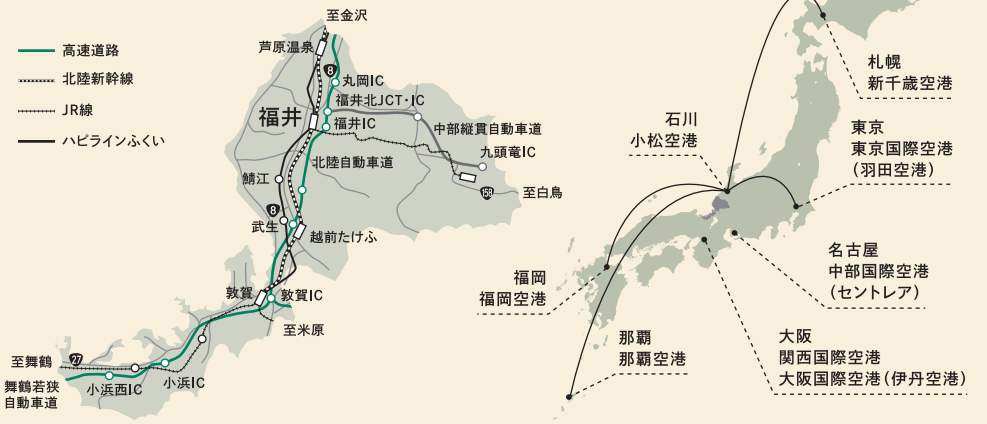 高速道路
北陸新幹線
JR線
ハピラインふくい
至金沢
芦原温泉
8
丸岡IC
福井北JCT・IC
福井
福井IC
中部縦貫自動車道
九頭竜IC
北陸自動車道
158
至白鳥
鯖江
8
武生
越前たけふ
敦賀
敦賀IC
至米原
至舞鶴
27
舞鶴若狭
自動車道
小浜西IC
小浜IC
札幌
新千歳空港
石川
小松空港
東京
東京国際空港
(羽田空港)
名古屋
中部国際空港
(セントレア)
福岡
福岡空港
那覇
那覇空港
大阪
関西国際空港
大阪国際空港(伊丹空港)